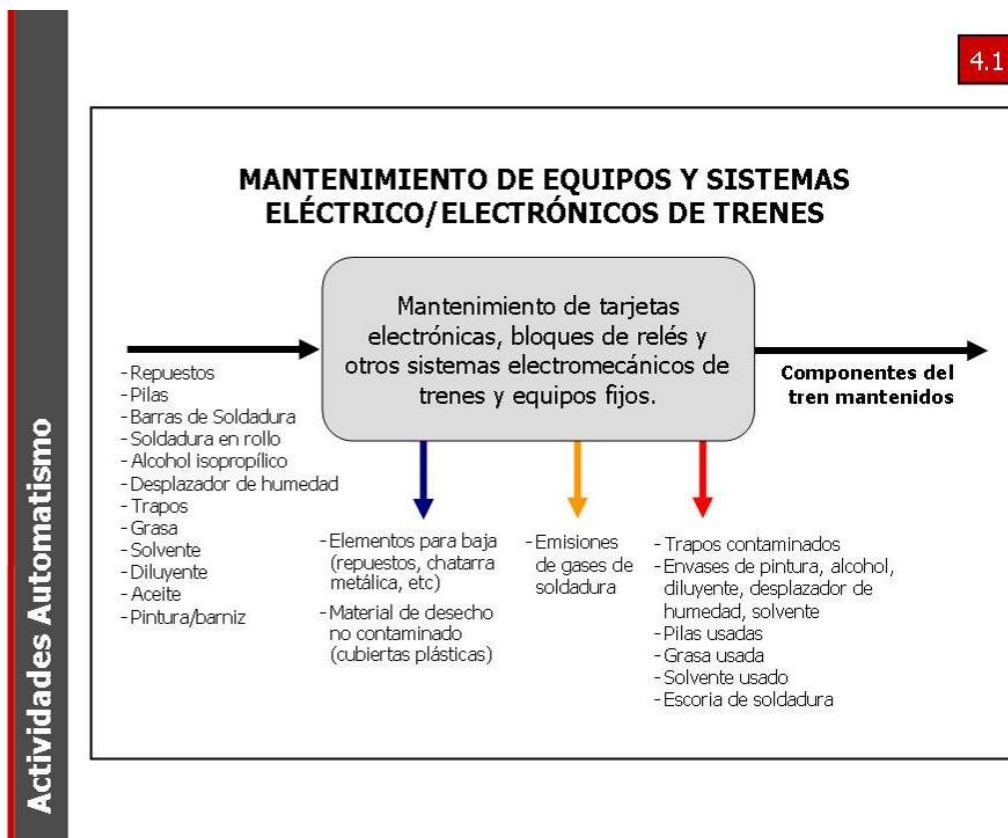 4.1
MANTENIMIENTO DE EQUIPOS Y SISTEMAS
ELÉCTRICO/ELECTRÓNICOS DE TRENES
Mantenimiento de tarjetas
electrónicas, bloques de relés y
otros sistemas electromecánicos de
trenes y equipos fijos.
-Repuestos
-Pilas
-Barras de Soldadura
-Soldadura en rollo
-Alcohol isopropílico
-Desplazador de humedad
-Trapos
-Grasa
-Solvente
-Diluyente
-Aceite
-Pintura/barniz
Componentes del
tren mantenidos
-Elementos para baja
(repuestos, chatarra
metálica, etc)
-Material de desecho
no contaminado
(cubiertas plásticas)
-Emisiones
de gases de
soldadura
-Trapos contaminados
-Envases de pintura, alcohol,
diluyente, desplazador de
humedad, solvente
-Pilas usadas
-Grasa usada
-Solvente usado
-Escoria de soldadura
Actividades Automatismo